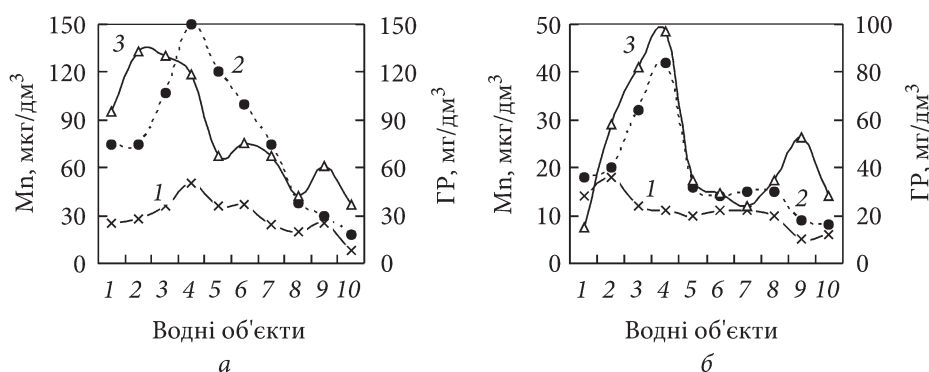 150 150
120 120
90 90
60 60
30 30
0 0
Mn, мкг/дм³
ГР, мг/дм³
3
2
1
1 2 3 4 5 6 7 8 9 10
Водні об'єкти
а
50 100
40 80
30 60
20 40
10 20
0 0
Mn, мкг/дм³
ГР, мг/дм³
3
1
2
1 2 3 4 5 6 7 8 9 10
Водні об'єкти
б